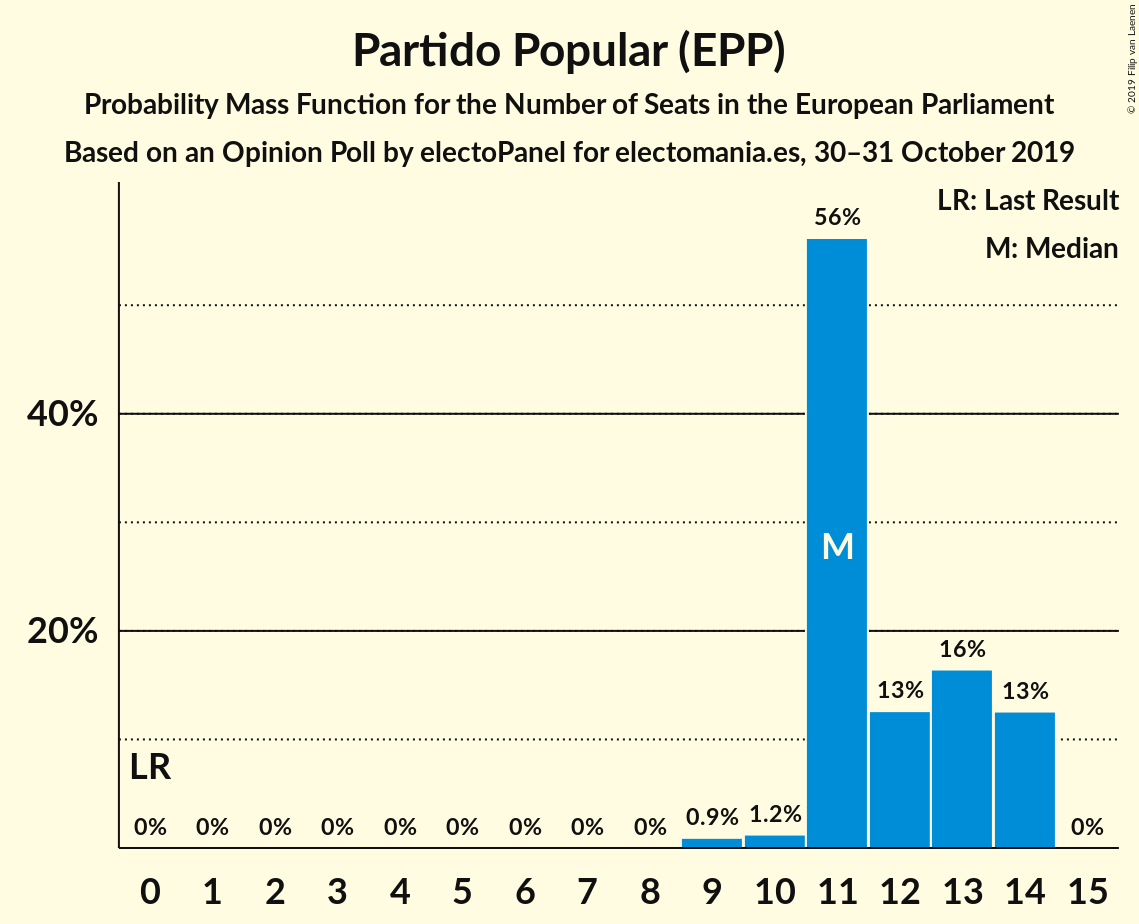 Partido Popular (EPP)
Probability Mass Function for the Number of Seats in the European Parliament
Based on an Opinion Poll by electoPanel for electomania.es, 30–31 October 2019
© 2019 Filip van Laenen
LR: Last Result
M: Median
56%
40%
M
20%
16%
13%
13%
LR
0%
0%
0%
0%
0%
0%
0%
0%
0%
0.9%
1.2%
0%
0 1 2 3 4 5 6 7 8 9 10 11 12 13 14 15